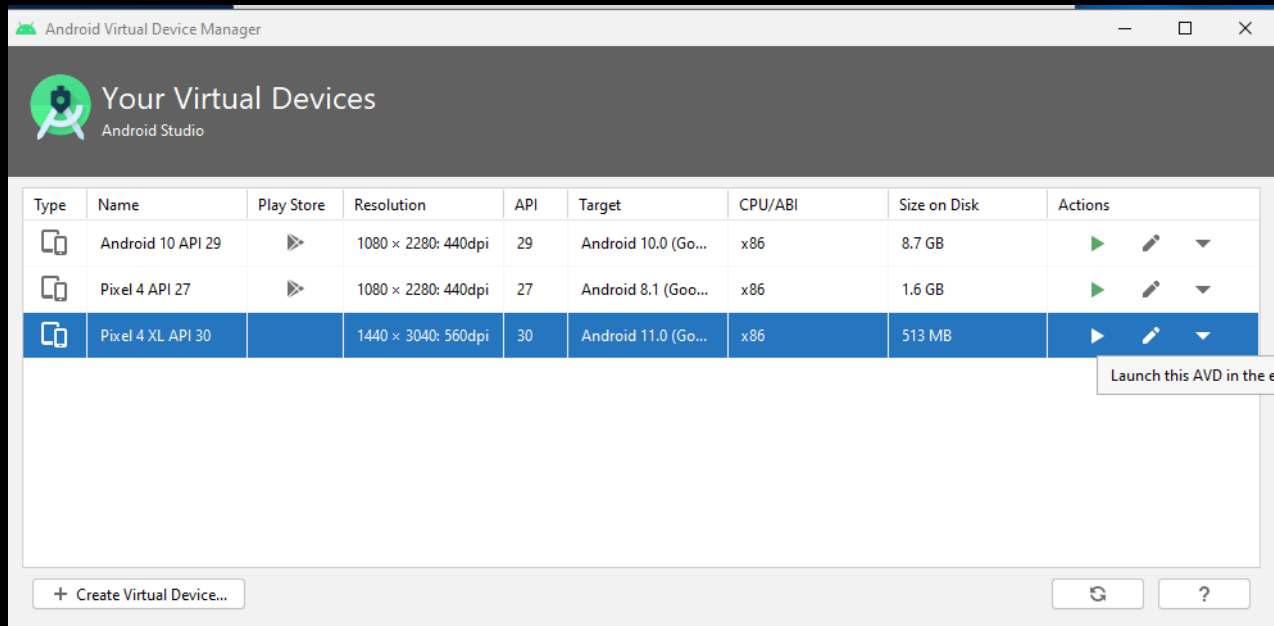 Android Virtual Device Manager
Your Virtual Devices
Android Studio
Type Name Play Store Resolution API Target CPU/ABI Size on Disk Actions
Android 10 API 29 1080 × 2280: 440dpi 29 Android 10.0 (Go... x86 8.7 GB
Pixel 4 API 27 1080 × 2280: 440dpi 27 Android 8.1 (Goo... x86 1.6 GB
Pixel 4 XL API 30 1440 × 3040: 560dpi 30 Android 11.0 (Go... x86 513 MB
Launch this AVD in the e
+ Create Virtual Device... ?